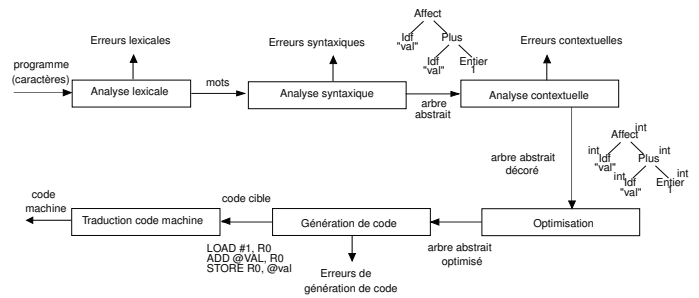 Affect
Idf
"val"
Plus
Idf
"val"
Entier
1
Erreurs lexicales
Erreurs syntaxiques
Erreurs contextuelles
programme
(caractères)
Analyse lexicale
mots
Analyse syntaxique
arbre
abstrait
Analyse contextuelle
arbre abstrait
décoré
Affect int
int
Idf
"val"
Plus
int
int
Idf
"val"
Entier
int
1
code
machine
Traduction code machine
code cible
Génération de code
arbre abstrait
optimisé
Optimisation
LOAD #1, R0
ADD @VAL, R0
STORE R0, @val
Erreurs de
génération de code